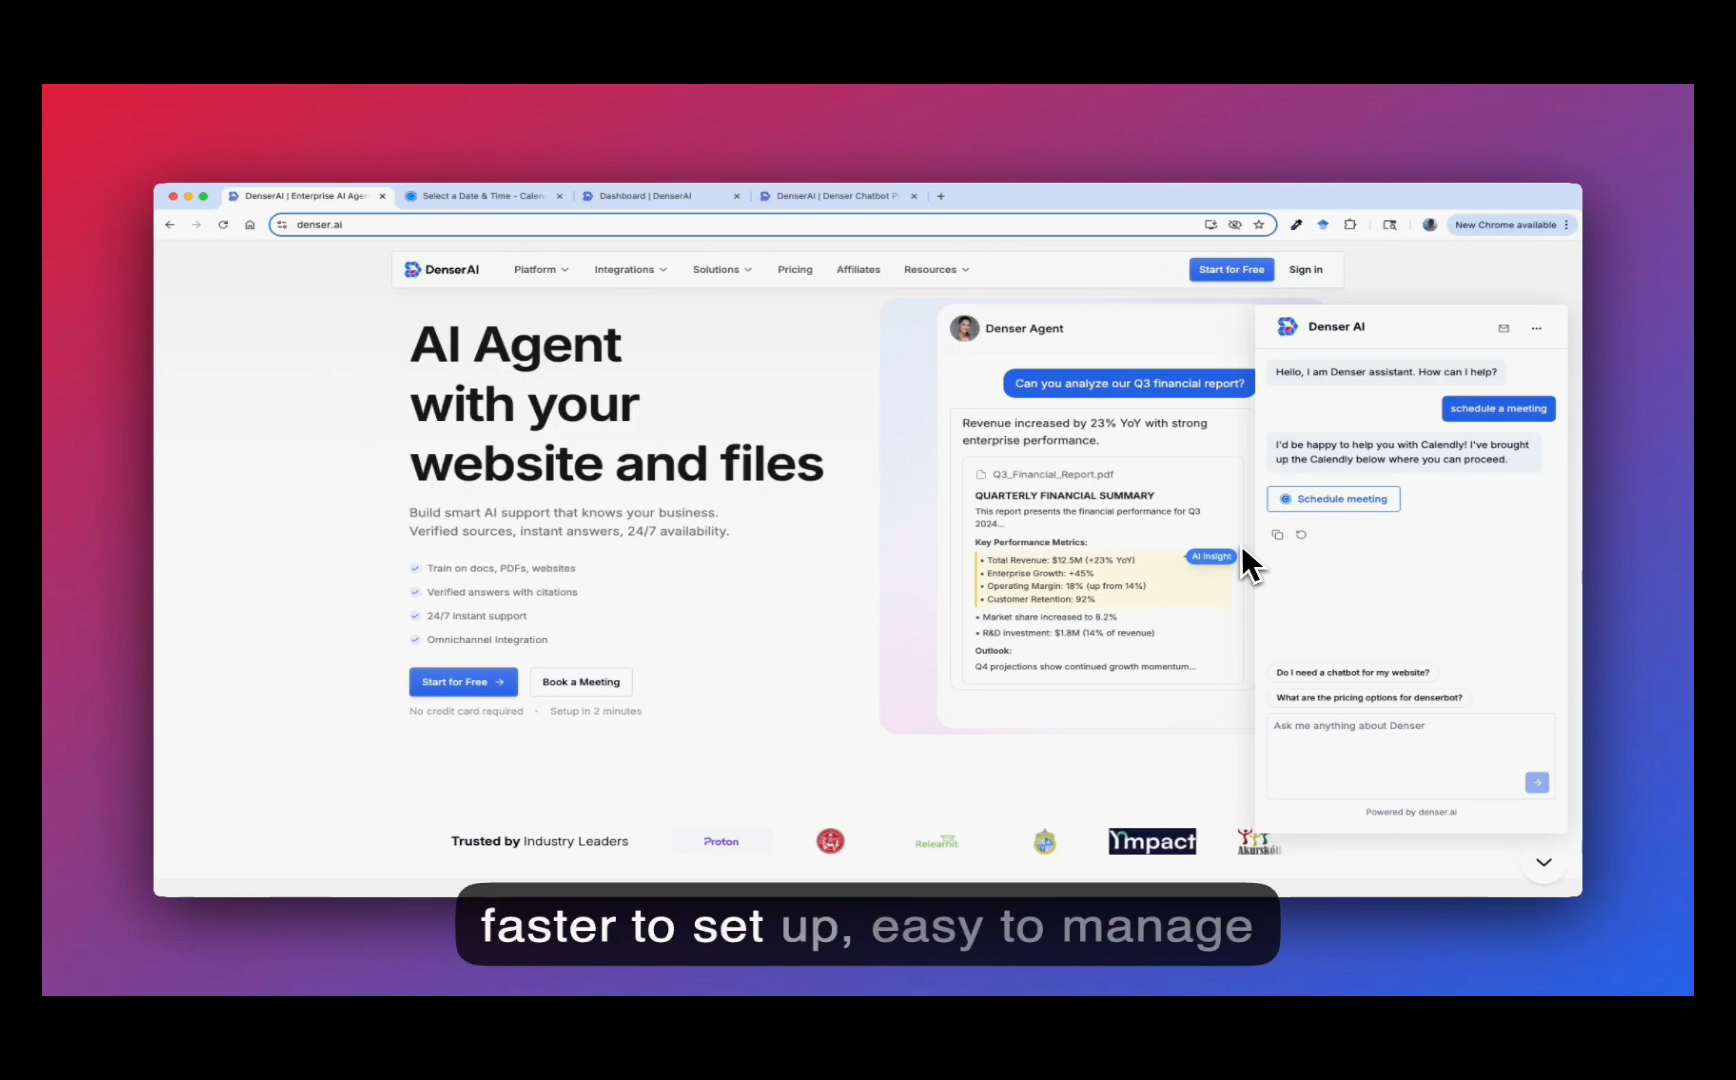 DenserAI | Enterprise AI Agen
Select a Date & Time - Calen
Dashboard | DenserAI
DenserAI | Denser Chatbot P
denser.ai
New Chrome available
DenserAI
Platform
Integrations
Solutions
Pricing
Affiliates
Resources
Start for Free
Sign in
AI Agent
with your
website and files
Build smart AI support that knows your business.
Verified sources, instant answers, 24/7 availability.
Train on docs, PDFs, websites
Verified answers with citations
24/7 instant support
Omnichannel Integration
Start for Free →
Book a Meeting
No credit card required • Setup in 2 minutes
Denser Agent
Can you analyze our Q3 financial report?
Revenue increased by 23% YoY with strong
enterprise performance.
Q3_Financial_Report.pdf
QUARTERLY FINANCIAL SUMMARY
This report presents the financial performance for Q3
2024...
Key Performance Metrics:
• Total Revenue: $12.5M (+23% YoY)
• Enterprise Growth: +45%
• Operating Margin: 18% (up from 14%)
• Customer Retention: 92%
AI Insight
• Market share increased to 8.2%
• R&D investment: $1.8M (14% of revenue)
Outlook:
Q4 projections show continued growth momentum...
Denser AI
Hello, I am Denser assistant. How can I help?
schedule a meeting
I'd be happy to help you with Calendly! I've brought
up the Calendly below where you can proceed.
Schedule meeting
Do I need a chatbot for my website?
What are the pricing options for denserbot?
Ask me anything about Denser
Powered by denser.ai
Trusted by Industry Leaders
Proton
Relearnit
Impact
Akurskóli
faster to set up, easy to manage